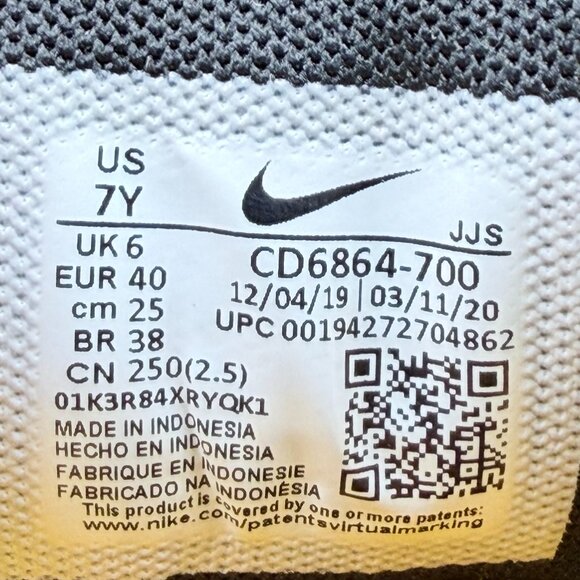 US
7Y
JJS
UK 6
EUR 40
cm 25
BR 38
CN 250(2.5)
CD6864-700
12/04/19 | 03/11/20
UPC 00194272704862
01K3R84XRYQK1
MADE IN INDONESIA
HECHO EN INDONESIA
FABRIQUE EN INDONESIE
FABRICADO NA INDONÉSIA
This product is covered by one or more patents:
www.nike.com/patentsvirtualmarking